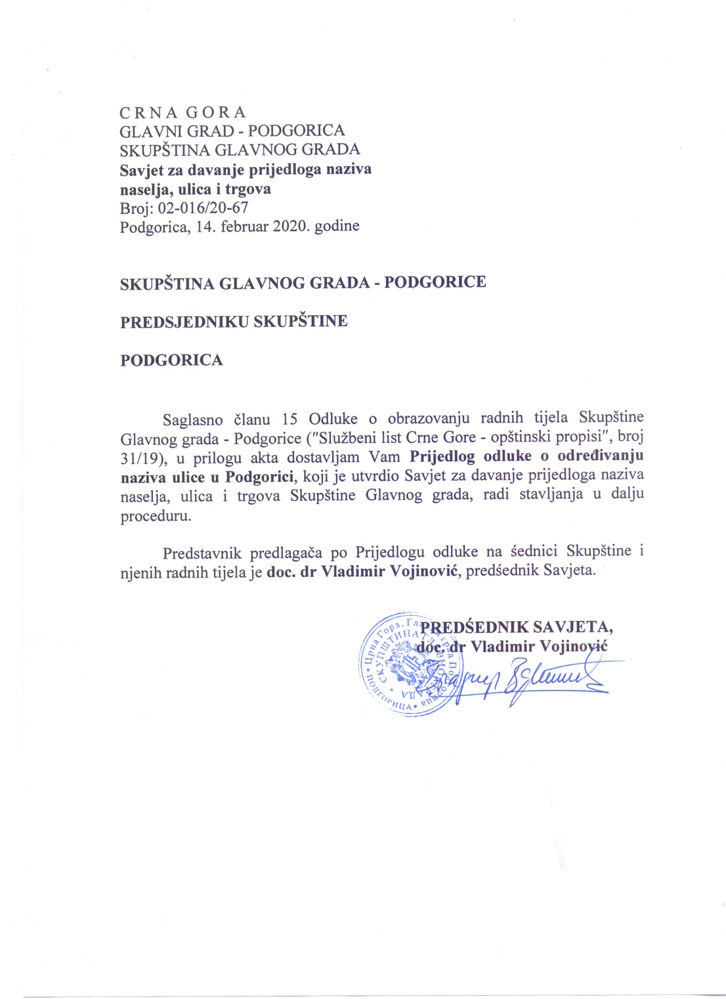 C R N A G O R A
GLAVNI GRAD - PODGORICA
SKUPŠTINA GLAVNOG GRADA
Savjet za davanje prijedloga naziva
naselja, ulica i trgova
Broj: 02-016/20-67
Podgorica, 14. februar 2020. godine
SKUPŠTINA GLAVNOG GRADA - PODGORICE
PREDSJEDNIKU SKUPŠTINE
PODGORICA
Saglasno članu 15 Odluke o obrazovanju radnih tijela Skupštine
Glavnog grada - Podgorice ("Službeni list Crne Gore - opštinski propisi", broj
31/19), u prilogu akta dostavljam Vam Prijedlog odluke o određivanju
naziva ulice u Podgorici, koji je utvrdio Savjet za davanje prijedloga naziva
naselja, ulica i trgova Skupštine Glavnog grada, radi stavljanja u dalju
proceduru.
Predstavnik predlagača po Prijedlogu odluke na śednici Skupštine i
njenih radnih tijela je doc. dr Vladimir Vojinović, predśednik Savjeta.
PREDŚEDNIK SAVJETA,
doc. dr Vladimir Vojinović
Црна Гора, Главни град Подгорица
СКУПШТИНА ГЛАВНОГ ГРАДА
ПОДГОРИЦА